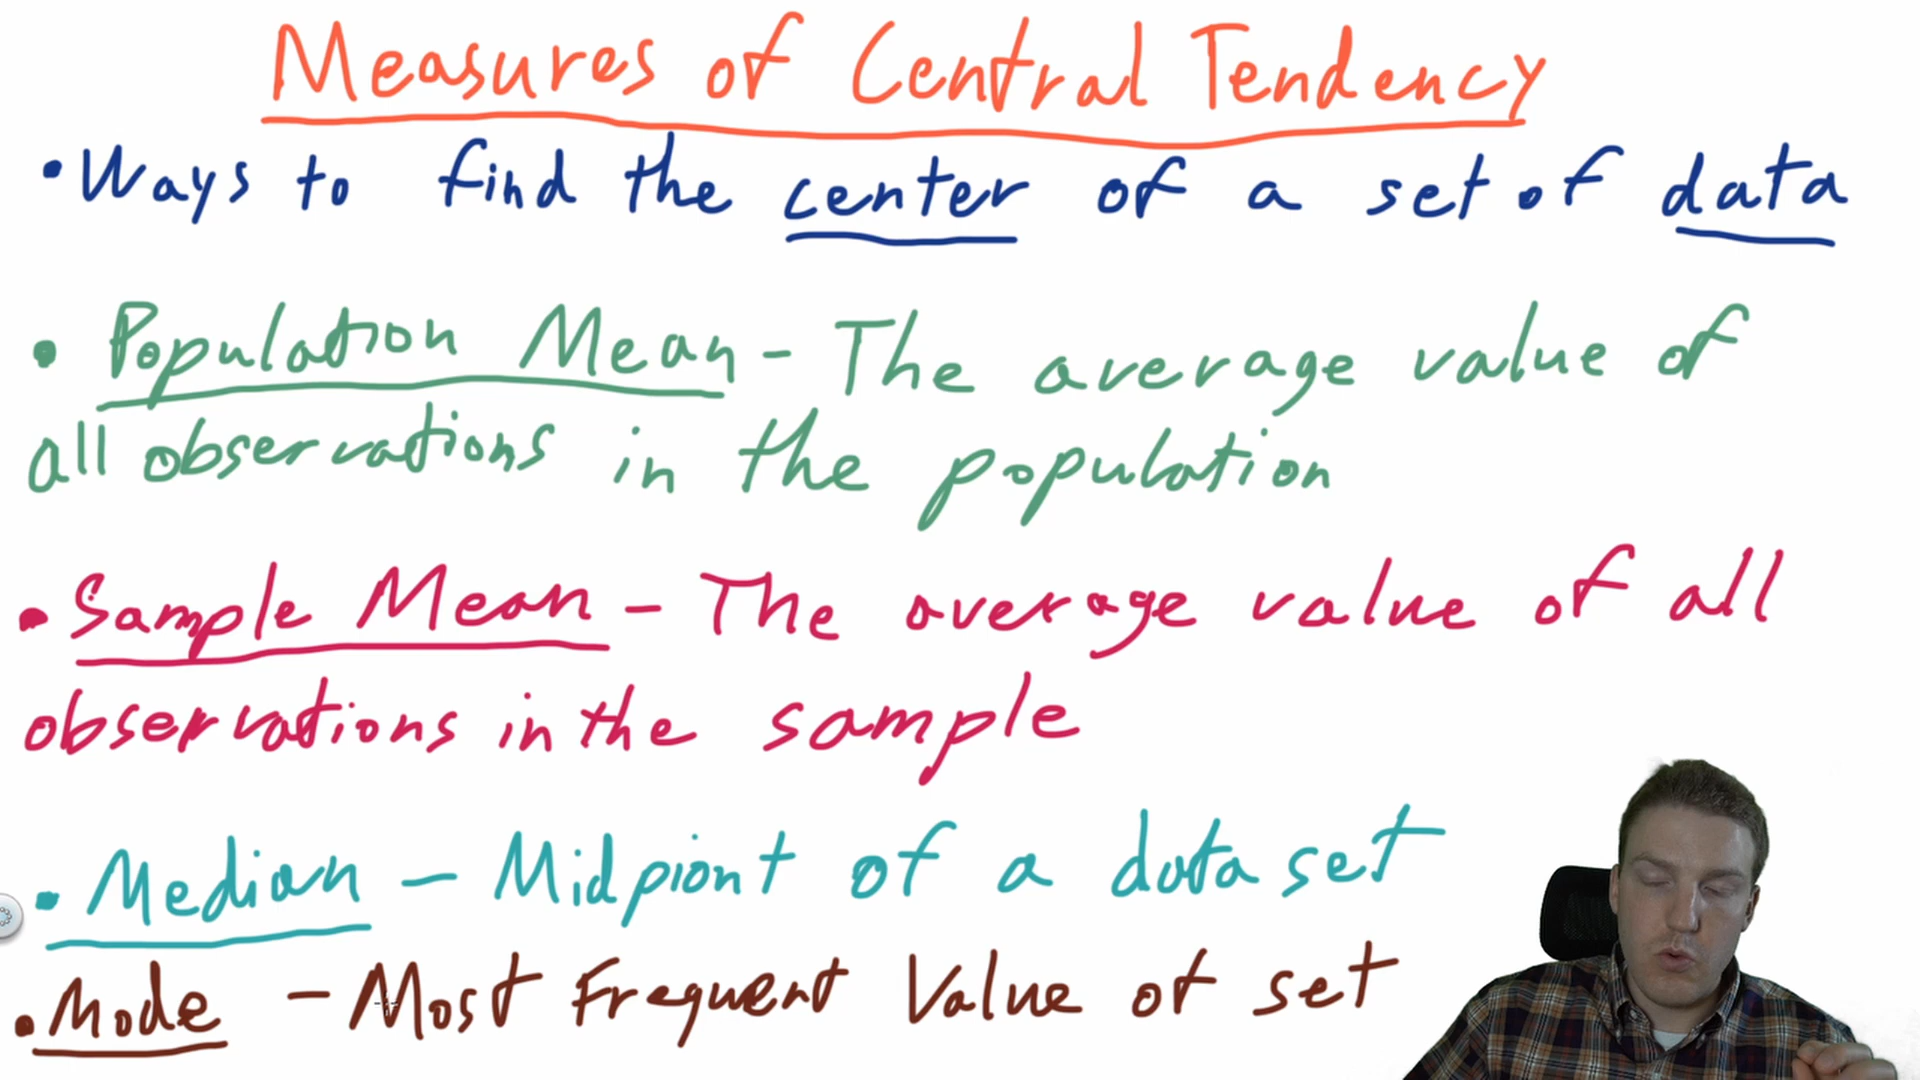 Measures of Central Tendency
• Ways to find the center of a set of data
• Population Mean - The average value of
all observations in the population
• Sample Mean - The average value of all
observations in the sample
• Median - Midpiont of a data set
• Mode - Most Frequent Value of set